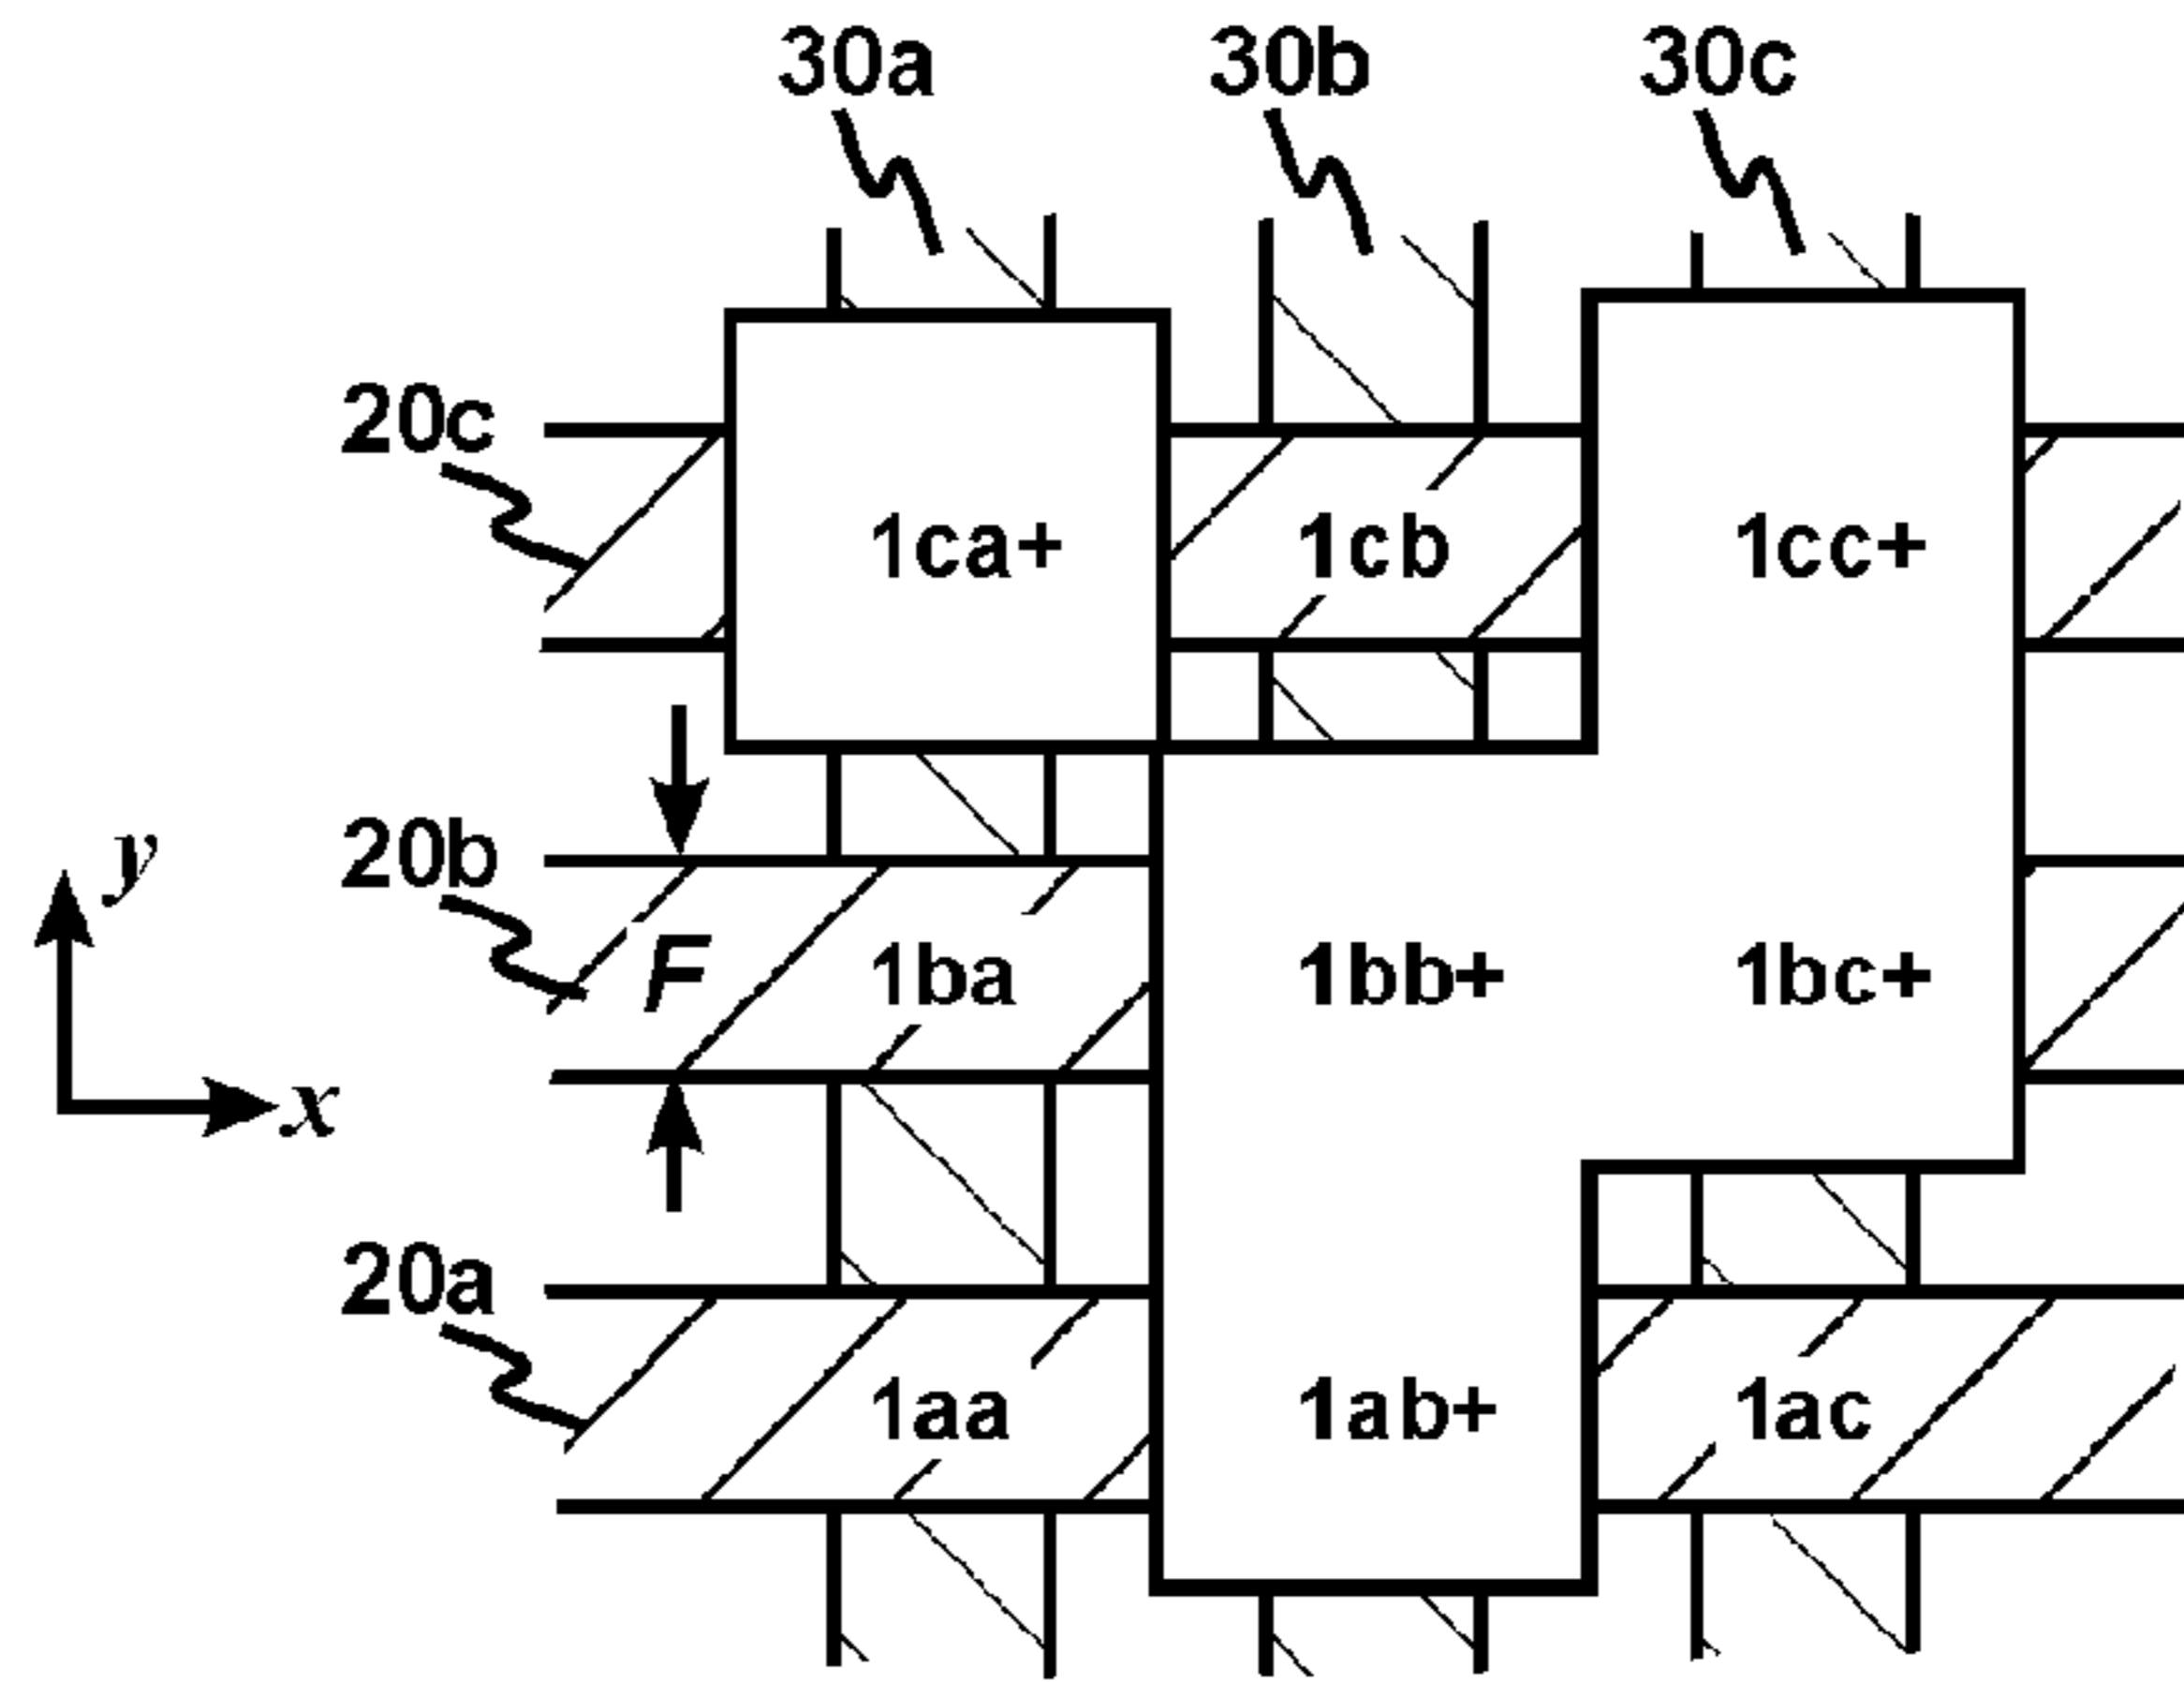 30a 30b 30c
20c
1ca+ 1cb 1cc+
20b
y
F 1ba 1bb+ 1bc+
x
20a
1aa 1ab+ 1ac